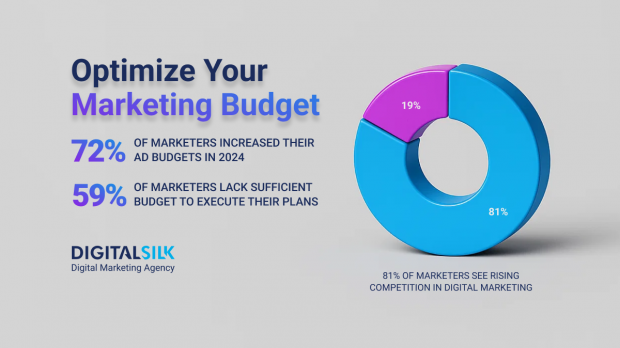 Optimize Your
Marketing Budget
72% OF MARKETERS INCREASED THEIR
AD BUDGETS IN 2024
59% OF MARKETERS LACK SUFFICIENT
BUDGET TO EXECUTE THEIR PLANS
DIGITALSILK
Digital Marketing Agency
19%
81%
81% OF MARKETERS SEE RISING
COMPETITION IN DIGITAL MARKETING